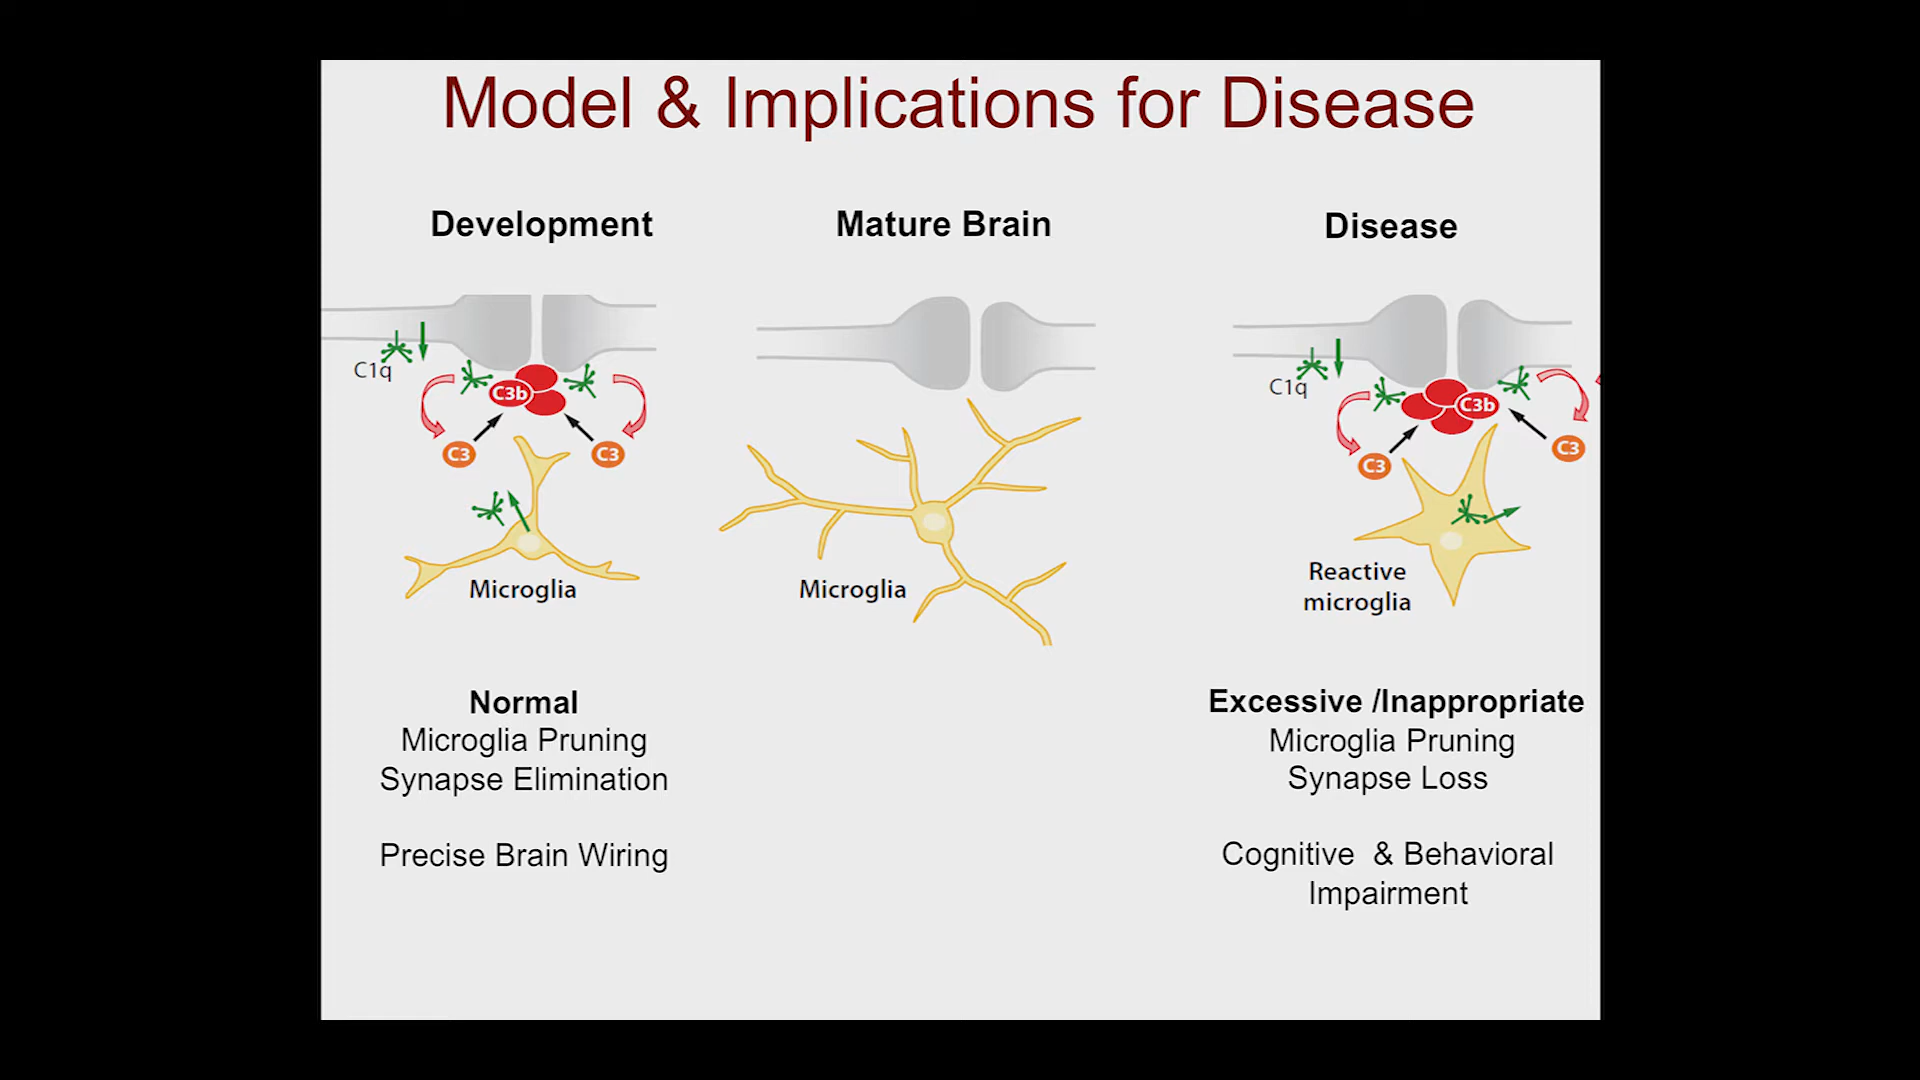 Model & Implications for Disease
Development
C1q
C3b
C3
C3
Microglia
Normal
Microglia Pruning
Synapse Elimination
Precise Brain Wiring
Mature Brain
Microglia
Disease
C1q
C3b
C3
C3
Reactive
microglia
Excessive /Inappropriate
Microglia Pruning
Synapse Loss
Cognitive & Behavioral
Impairment